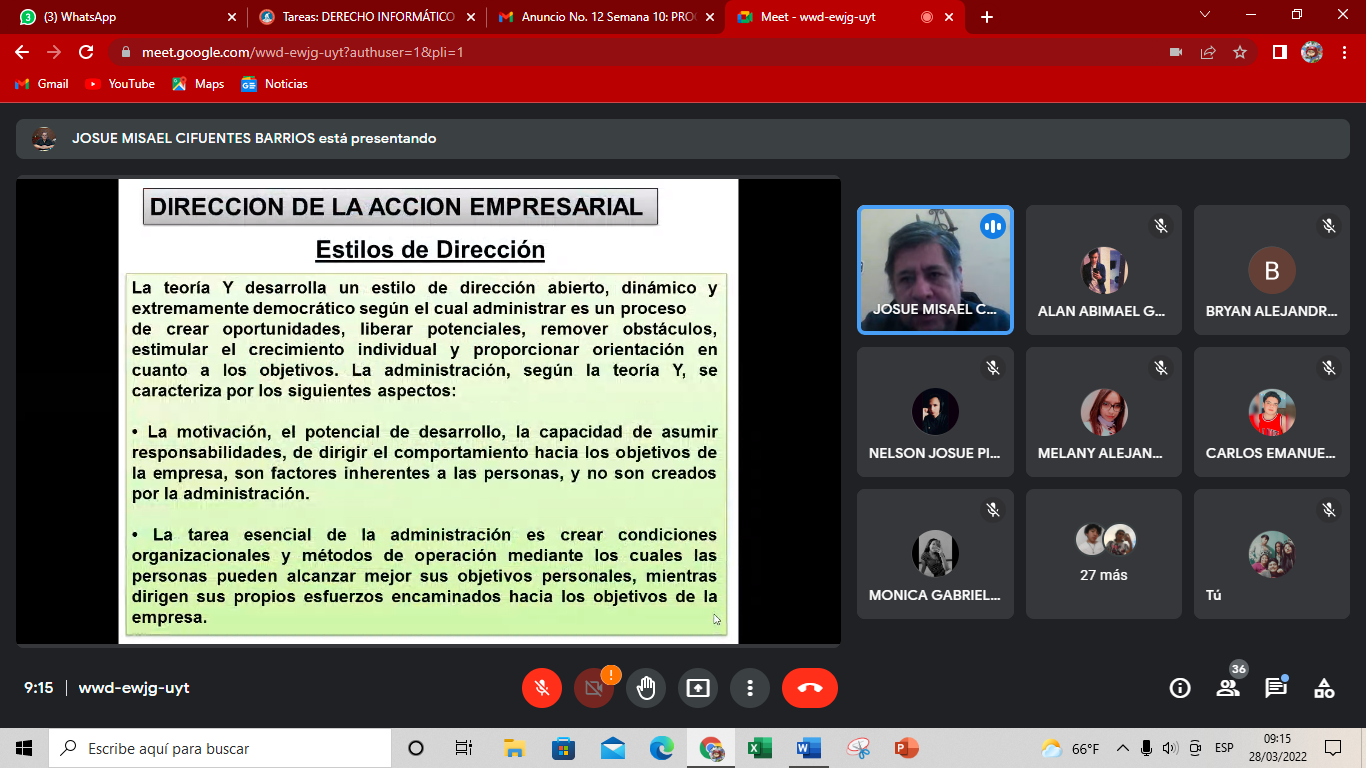 (3) WhatsApp
Tareas: DERECHO INFORMÁTICO
Anuncio No. 12 Semana 10: PROC
Meet - wwd-ewjg-uyt
meet.google.com/wwd-ewjg-uyt?authuser=1&pli=1
Gmail
YouTube
Maps
Noticias
JOSUE MISAEL CIFUENTES BARRIOS está presentando
DIRECCION DE LA ACCION EMPRESARIAL
Estilos de Dirección
La teoría Y desarrolla un estilo de dirección abierto, dinámico y
extremamente democrático según el cual administrar es un proceso
de crear oportunidades, liberar potenciales, remover obstáculos,
estimular el crecimiento individual y proporcionar orientación en
cuanto a los objetivos. La administración, según la teoría Y, se
caracteriza por los siguientes aspectos:
• La motivación, el potencial de desarrollo, la capacidad de asumir
responsabilidades, de dirigir el comportamiento hacia los objetivos de
la empresa, son factores inherentes a las personas, y no son creados
por la administración.
• La tarea esencial de la administración es crear condiciones
organizacionales y métodos de operación mediante los cuales las
personas pueden alcanzar mejor sus objetivos personales, mientras
dirigen sus propios esfuerzos encaminados hacia los objetivos de la
empresa.
JOSUE MISAEL C...
ALAN ABIMAEL G...
B
BRYAN ALEJANDR...
NELSON JOSUE PI...
MELANY ALEJAN...
CARLOS EMANUE...
MONICA GABRIEL...
27 más
Tú
9:15
wwd-ewjg-uyt
36
Escribe aquí para buscar
66°F
ESP
09:15
28/03/2022